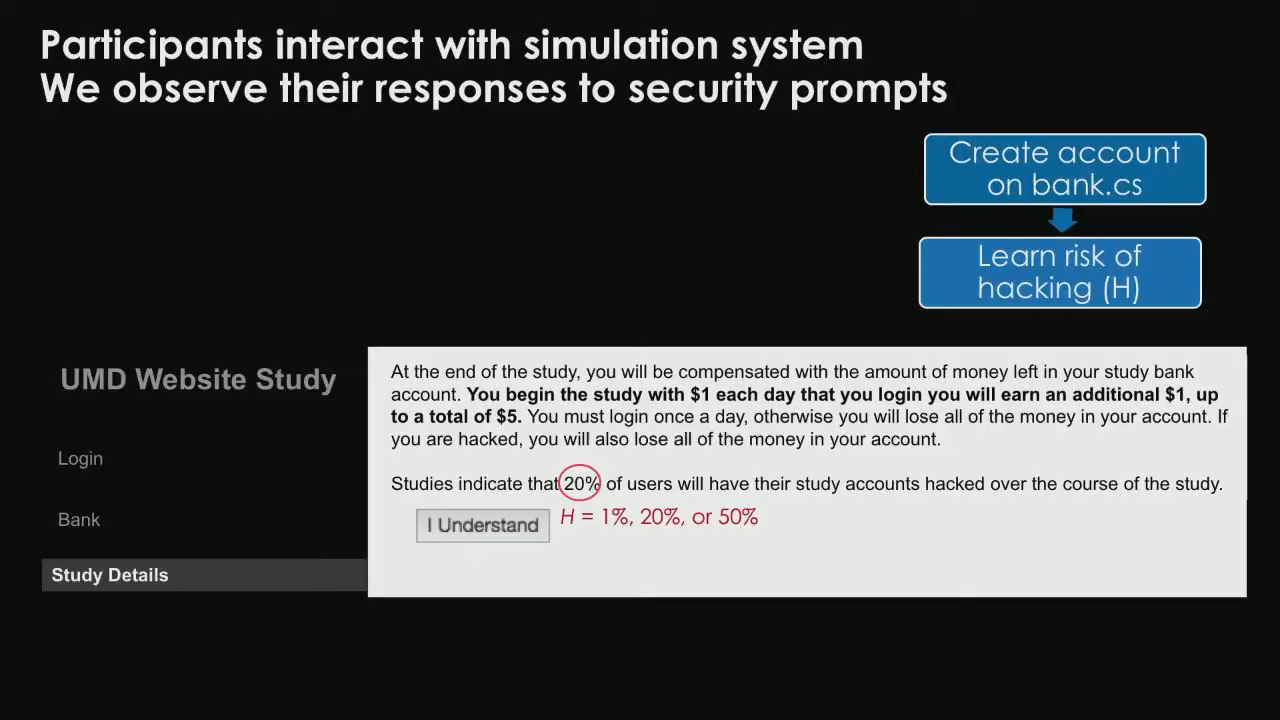 Participants interact with simulation system
We observe their responses to security prompts
Create account
on bank.cs
Learn risk of
hacking (H)
UMD Website Study
Login
Bank
Study Details
At the end of the study, you will be compensated with the amount of money left in your study bank
account. You begin the study with $1 each day that you login you will earn an additional $1, up
to a total of $5. You must login once a day, otherwise you will lose all of the money in your account. If
you are hacked, you will also lose all of the money in your account.
Studies indicate that 20% of users will have their study accounts hacked over the course of the study.
I Understand
H = 1%, 20%, or 50%